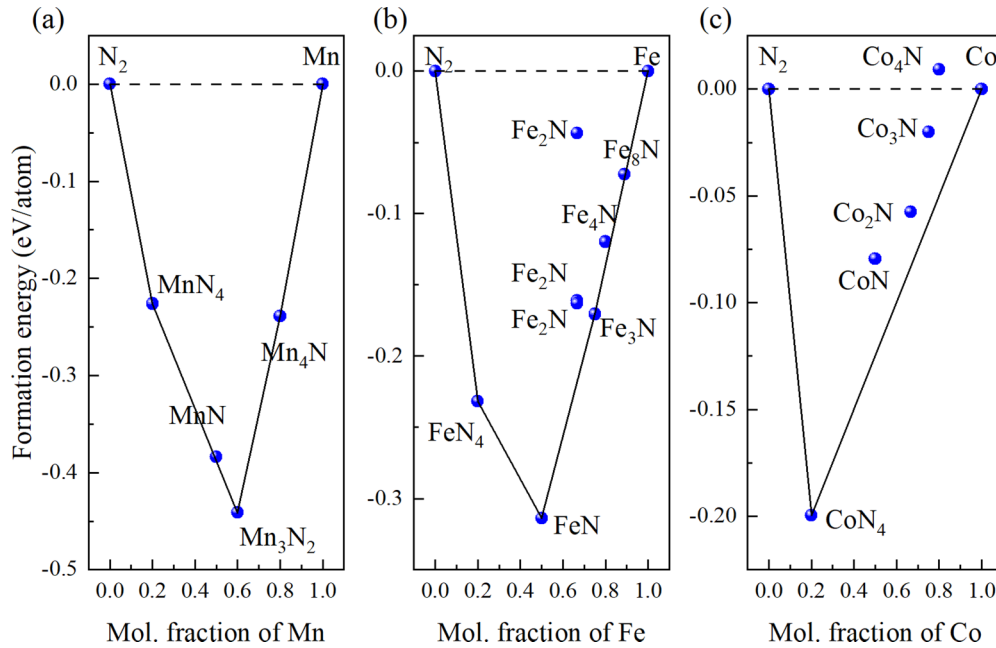 (a)
N₂
Mn
MnN₄
Mn₄N
MnN
Mn₃N₂
Formation energy (eV/atom)
0.0
-0.1
-0.2
-0.3
-0.4
-0.5
0.0 0.2 0.4 0.6 0.8 1.0
Mol. fraction of Mn
(b)
N₂
Fe
Fe₂N
Fe₈N
Fe₄N
Fe₂N
Fe₂N
Fe₃N
FeN₄
FeN
0.0
-0.1
-0.2
-0.3
0.0 0.2 0.4 0.6 0.8 1.0
Mol. fraction of Fe
(c)
N₂
Co₄N
Co
Co₃N
Co₂N
CoN
CoN₄
0.00
-0.05
-0.10
-0.15
-0.20
0.0 0.2 0.4 0.6 0.8 1.0
Mol. fraction of Co